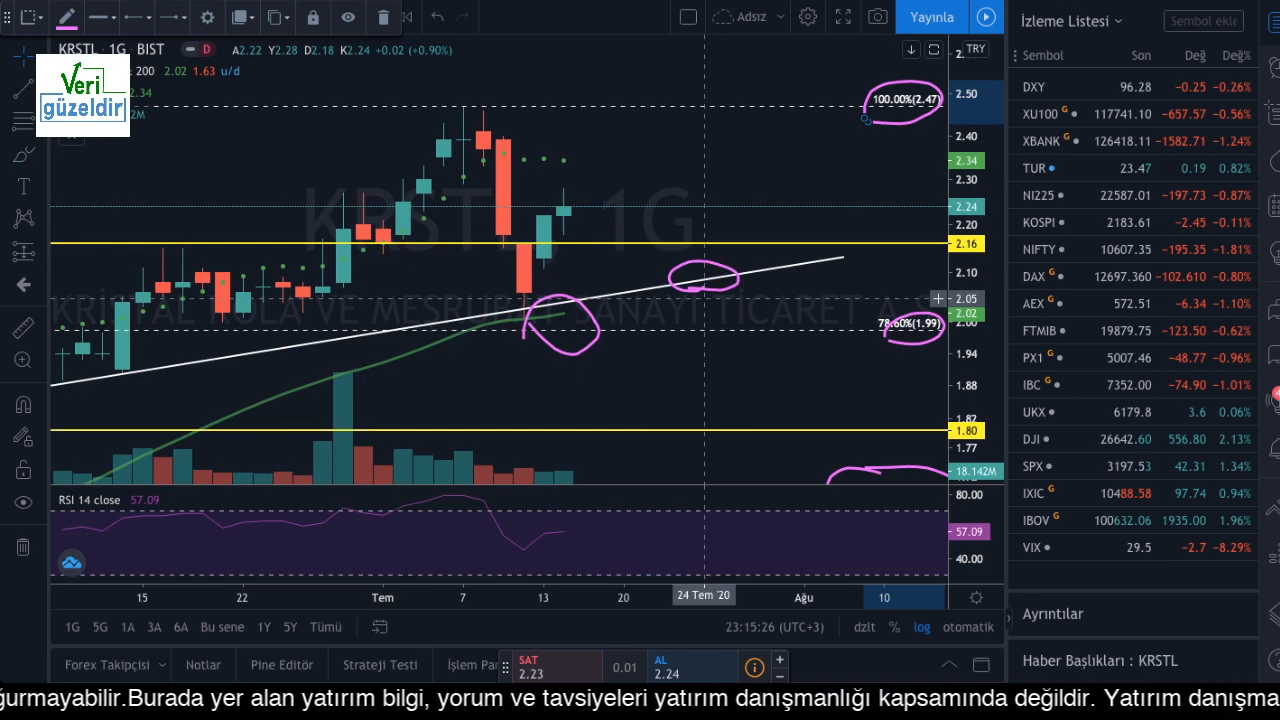 Adsız
Yayınla
İzleme Listesi
Sembol ekle
KRSTL · 1G · BIST
D
A2.22 Y2.28 D2.18 K2.24 +0.02 (+0.90%)
TRY
: 200 2.02 1.63 u/d
2.34
2M
Veri
güzeldir
100.00%(2.47)
2.50
2.40
2.34
2.30
2.24
2.20
2.16
2.10
2.05
2.02
2.00
78.60%(1.99)
1.94
1.88
1.82
1.80
1.77
18.142M
KRSTL, 1G
KRİSTAL KOLA VE MEŞRUBAT SANAYİ TİCARET A.Ş
RSI 14 close 57.09
80.00
57.09
40.00
15 22 Tem 7 13 20 24 Tem '20 Ağu 10
1G 5G 1A 3A 6A Bu sene 1Y 5Y Tümü
23:15:26 (UTC+3) dzlt % log otomatik
Forex Takipçisi Notlar Pine Editör Strateji Testi İşlem Pa
SAT
2.23
0.01
AL
2.24
Sembol Son Değ Değ%
DXY 96.28 −0.25 −0.26%
XU100 G 117741.10 −657.57 −0.56%
XBANK G 126418.11 −1582.71 −1.24%
TUR 23.47 0.19 0.82%
NI225 22587.01 −197.73 −0.87%
KOSPI 2183.61 −2.45 −0.11%
NIFTY 10607.35 −195.35 −1.81%
DAX G 12697.360 −102.610 −0.80%
AEX G 572.51 −6.34 −1.10%
FTMIB 19879.75 −123.50 −0.62%
PX1 G 5007.46 −48.77 −0.96%
IBC G 7352.00 −74.90 −1.01%
UKX 6179.8 3.6 0.06%
DJI 26642.60 556.80 2.13%
SPX 3197.53 42.31 1.34%
IXIC G 10488.58 97.74 0.94%
IBOV G 100632.06 1935.00 1.96%
VIX 29.5 −2.7 −8.29%
Ayrıntılar
Haber Başlıkları : KRSTL
ğurmayabilir.Burada yer alan yatırım bilgi, yorum ve tavsiyeleri yatırım danışmanlığı kapsamında değildir. Yatırım danışma